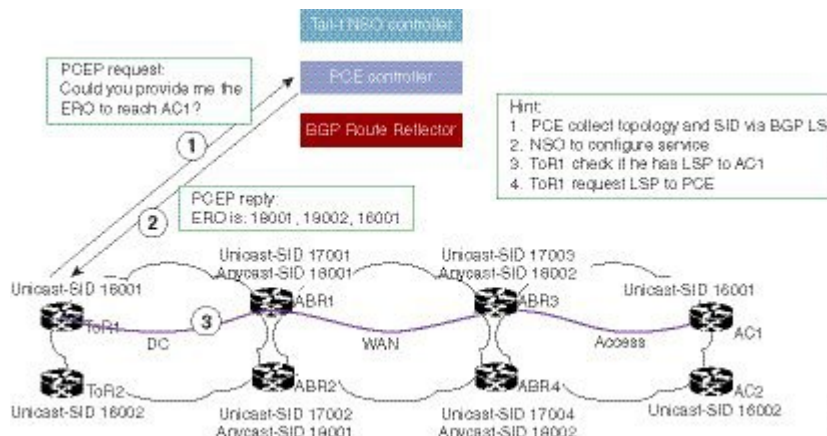 Tail-f NSO controller
PCEP request:
Could you provide me the
ERO to reach AC1?
PCE controller
BGP Route Reflector
Hint:
1. PCE collect topology and SID via BGP LS
2. NSO to configure service
3. ToR1 check if he has LSP to AC1
4. ToR1 request LSP to PCE
1
2
PCEP reply:
ERO is: 18001, 18002, 16001
Unicast-SID 17001
Anycast-SID 18001
Unicast-SID 17003
Anycast-SID 18002
Unicast-SID 16001
Unicast-SID 16001
ToR1
ABR1
ABR3
AC1
3
DC
WAN
Access
ToR2
ABR2
ABR4
AC2
Unicast-SID 16002
Unicast-SID 17002
Anycast-SID 18001
Unicast-SID 17004
Anycast-SID 18002
Unicast-SID 16002